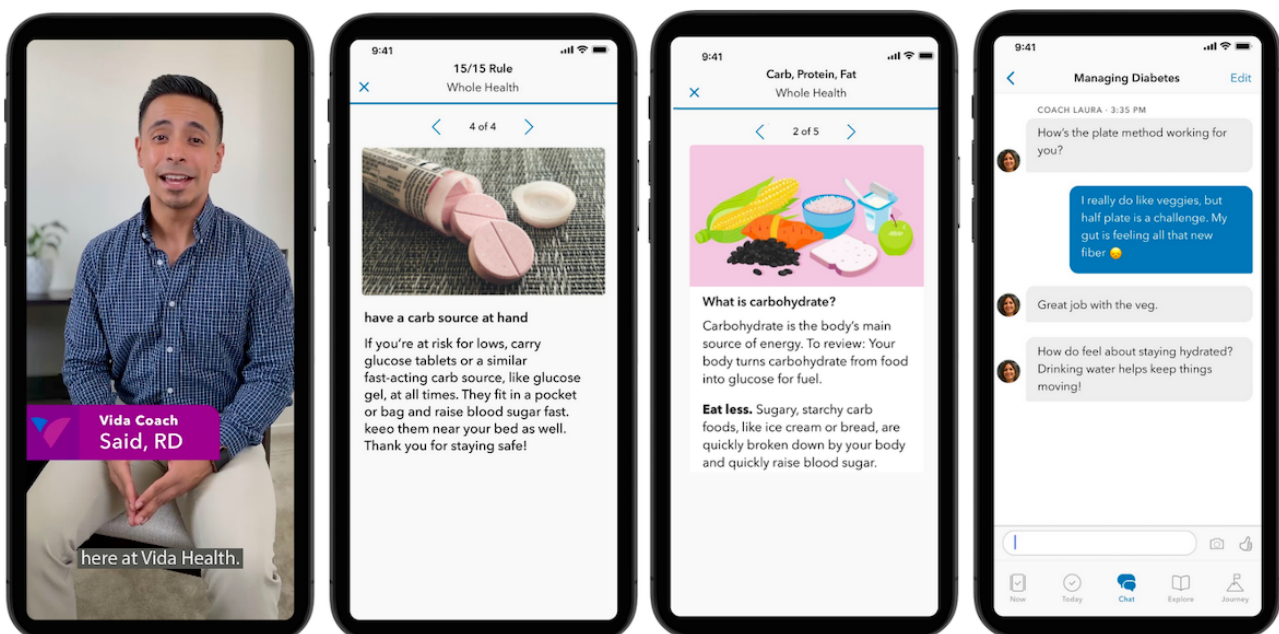 Vida Coach
Said, RD
here at Vida Health.
9:41
15/15 Rule
Whole Health
4 of 4
have a carb source at hand
If you're at risk for lows, carry
glucose tablets or a similar
fast-acting carb source, like glucose
gel, at all times. They fit in a pocket
or bag and raise blood sugar fast.
keeo them near your bed as well.
Thank you for staying safe!
9:41
Carb, Protein, Fat
Whole Health
2 of 5
What is carbohydrate?
Carbohydrate is the body's main
source of energy. To review: Your
body turns carbohydrate from food
into glucose for fuel.
Eat less. Sugary, starchy carb
foods, like ice cream or bread, are
quickly broken down by your body
and quickly raise blood sugar.
9:41
Managing Diabetes
Edit
COACH LAURA - 3:35 PM
How's the plate method working for
you?
I really do like veggies, but
half plate is a challenge. My
gut is feeling all that new
fiber 😞
Great job with the veg.
How do feel about staying hydrated?
Drinking water helps keep things
moving!
Now
Today
Chat
Explore
Journey